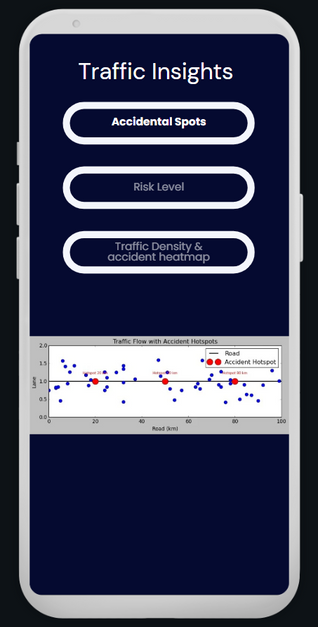 Traffic Insights
Accidental Spots
Risk Level
Traffic Density &
accident heatmap
Traffic Flow with Accident Hotspots
2.0
1.5
1.0
0.5
0.0
Lane
Road
Accident Hotspot
0 20 40 60 80 100
Road (km)